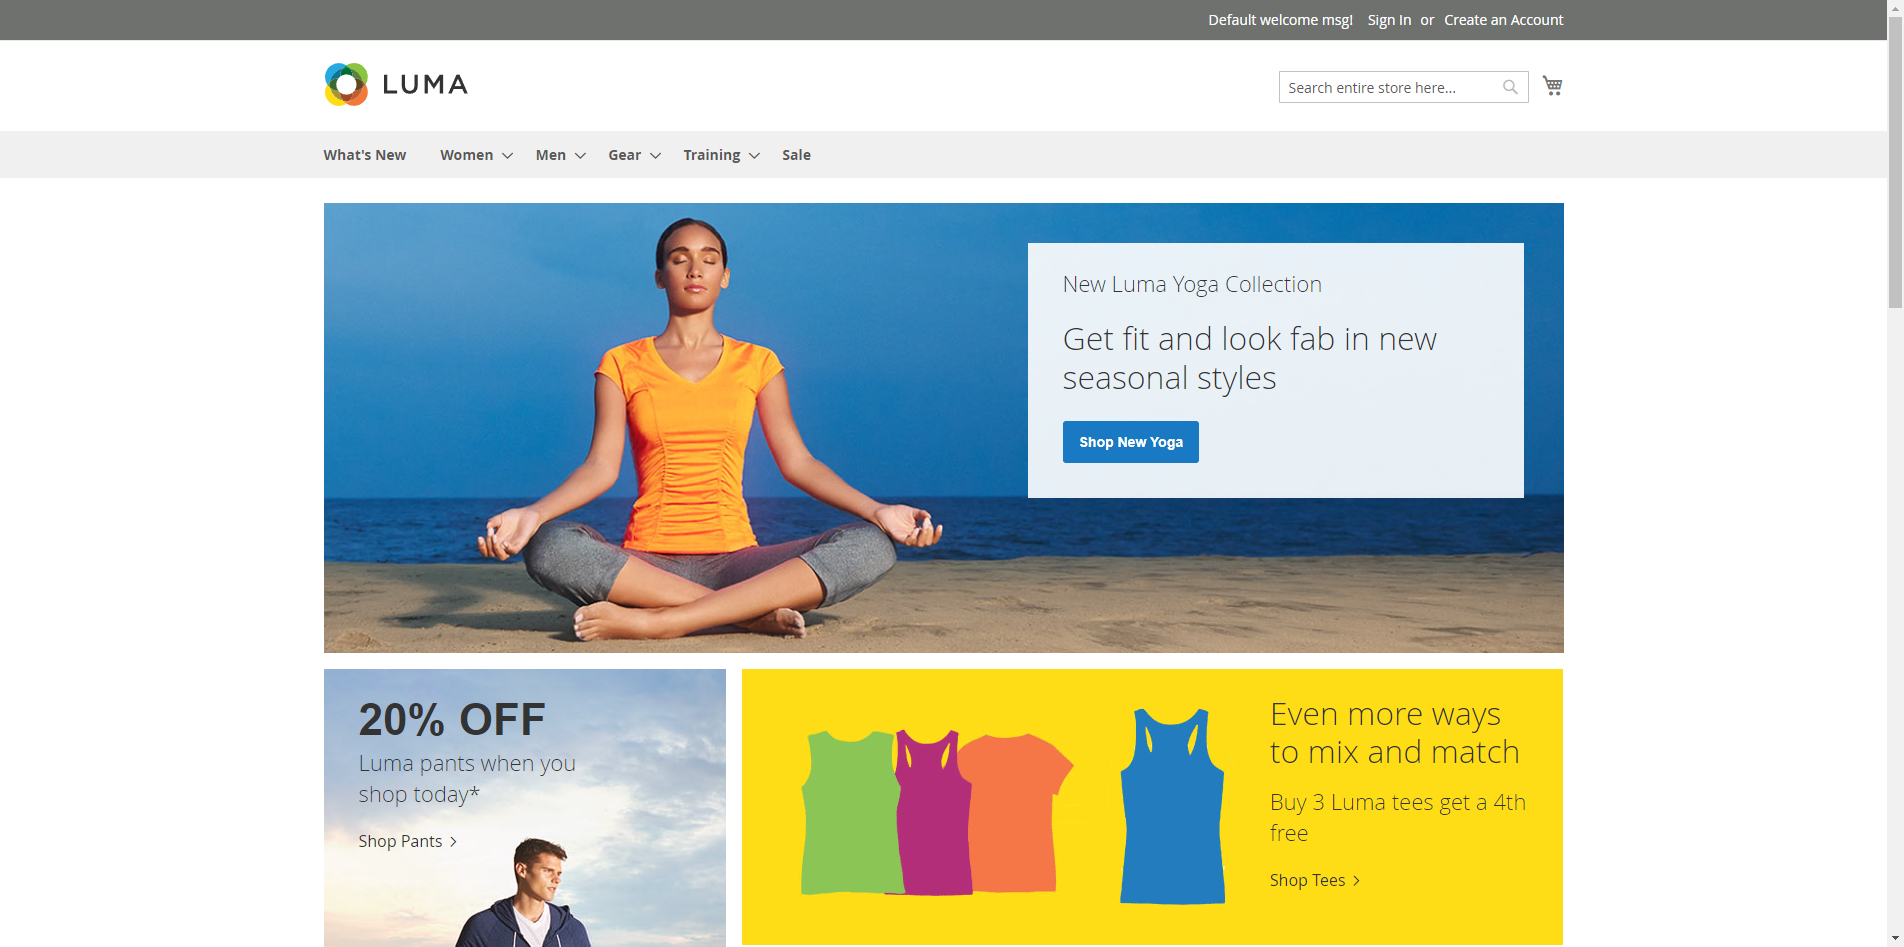 Default welcome msg! Sign In or Create an Account
LUMA
Search entire store here...
What's New Women Men Gear Training Sale
New Luma Yoga Collection
Get fit and look fab in new
seasonal styles
Shop New Yoga
20% OFF
Luma pants when you
shop today*
Shop Pants
Even more ways
to mix and match
Buy 3 Luma tees get a 4th
free
Shop Tees